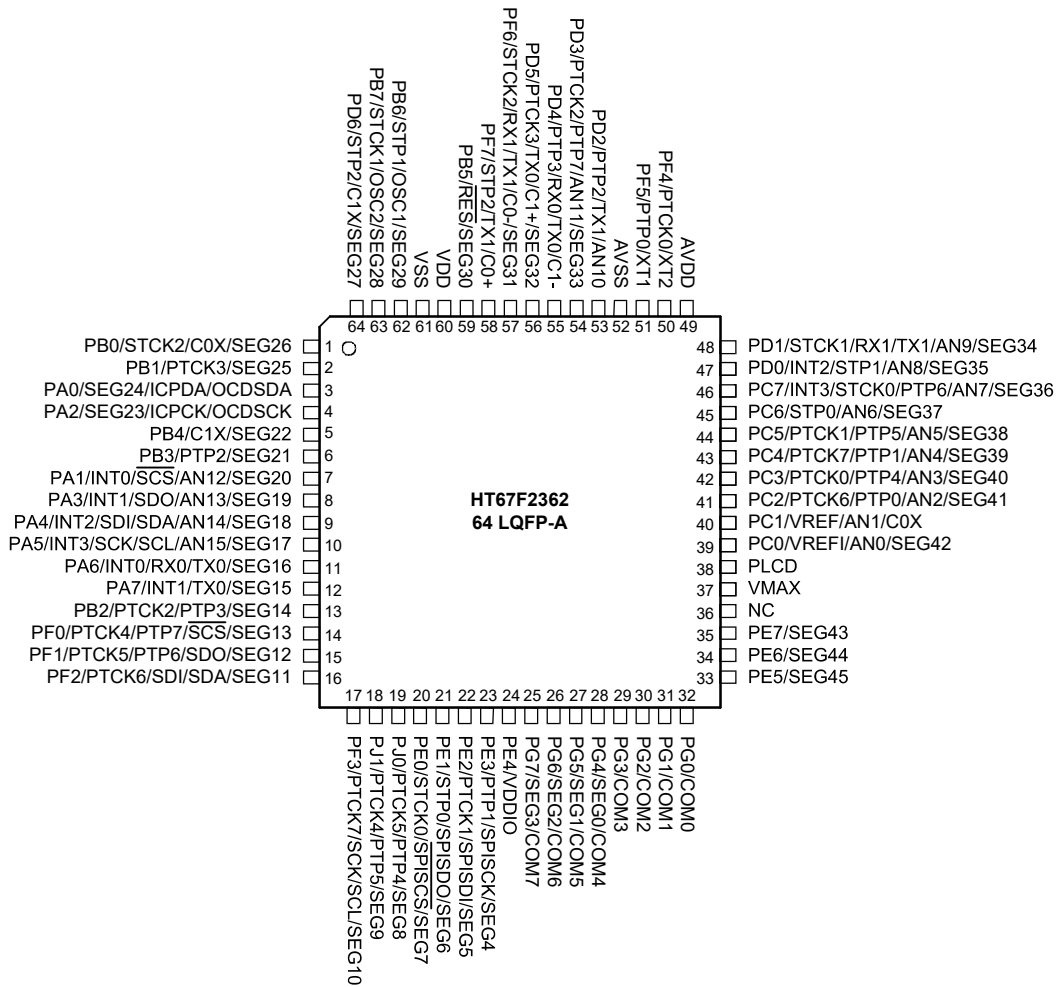 PD6/STP2/C1X/SEG27
PB7/STCK1/OSC2/SEG28
PB6/STP1/OSC1/SEG29
VSS
VDD
PB5/RES/SEG30
PF7/STP2/TX1/C0+
PF6/STCK2/RX1/TX1/C0-/SEG31
PD5/PTCK3/TX0/C1+/SEG32
PD4/PTP3/RX0/TX0/C1-
PD3/PTCK2/PTP7/AN11/SEG33
PD2/PTP2/TX1/AN10
AVSS
PF5/PTP0/XT1
PF4/PTCK0/XT2
AVDD
64 63 62 61 60 59 58 57 56 55 54 53 52 51 50 49
PB0/STCK2/C0X/SEG26 1
PB1/PTCK3/SEG25 2
PA0/SEG24/ICPDA/OCDSDA 3
PA2/SEG23/ICPCK/OCDSCK 4
PB4/C1X/SEG22 5
PB3/PTP2/SEG21 6
PA1/INT0/SCS/AN12/SEG20 7
PA3/INT1/SDO/AN13/SEG19 8
PA4/INT2/SDI/SDA/AN14/SEG18 9
PA5/INT3/SCK/SCL/AN15/SEG17 10
PA6/INT0/RX0/TX0/SEG16 11
PA7/INT1/TX0/SEG15 12
PB2/PTCK2/PTP3/SEG14 13
PF0/PTCK4/PTP7/SCS/SEG13 14
PF1/PTCK5/PTP6/SDO/SEG12 15
PF2/PTCK6/SDI/SDA/SEG11 16
HT67F2362
64 LQFP-A
48 PD1/STCK1/RX1/TX1/AN9/SEG34
47 PD0/INT2/STP1/AN8/SEG35
46 PC7/INT3/STCK0/PTP6/AN7/SEG36
45 PC6/STP0/AN6/SEG37
44 PC5/PTCK1/PTP5/AN5/SEG38
43 PC4/PTCK7/PTP1/AN4/SEG39
42 PC3/PTCK0/PTP4/AN3/SEG40
41 PC2/PTCK6/PTP0/AN2/SEG41
40 PC1/VREF/AN1/C0X
39 PC0/VREFI/AN0/SEG42
38 PLCD
37 VMAX
36 NC
35 PE7/SEG43
34 PE6/SEG44
33 PE5/SEG45
17 18 19 20 21 22 23 24 25 26 27 28 29 30 31 32
PF3/PTCK7/SCK/SCL/SEG10
PJ1/PTCK4/PTP5/SEG9
PJ0/PTCK5/PTP4/SEG8
PE0/STCK0/SPISCS/SEG7
PE1/STP0/SPISDO/SEG6
PE2/PTCK1/SPISDI/SEG5
PE3/PTP1/SPISCK/SEG4
PE4/VDDIO
PG7/SEG3/COM7
PG6/SEG2/COM6
PG5/SEG1/COM5
PG4/SEG0/COM4
PG3/COM3
PG2/COM2
PG1/COM1
PG0/COM0